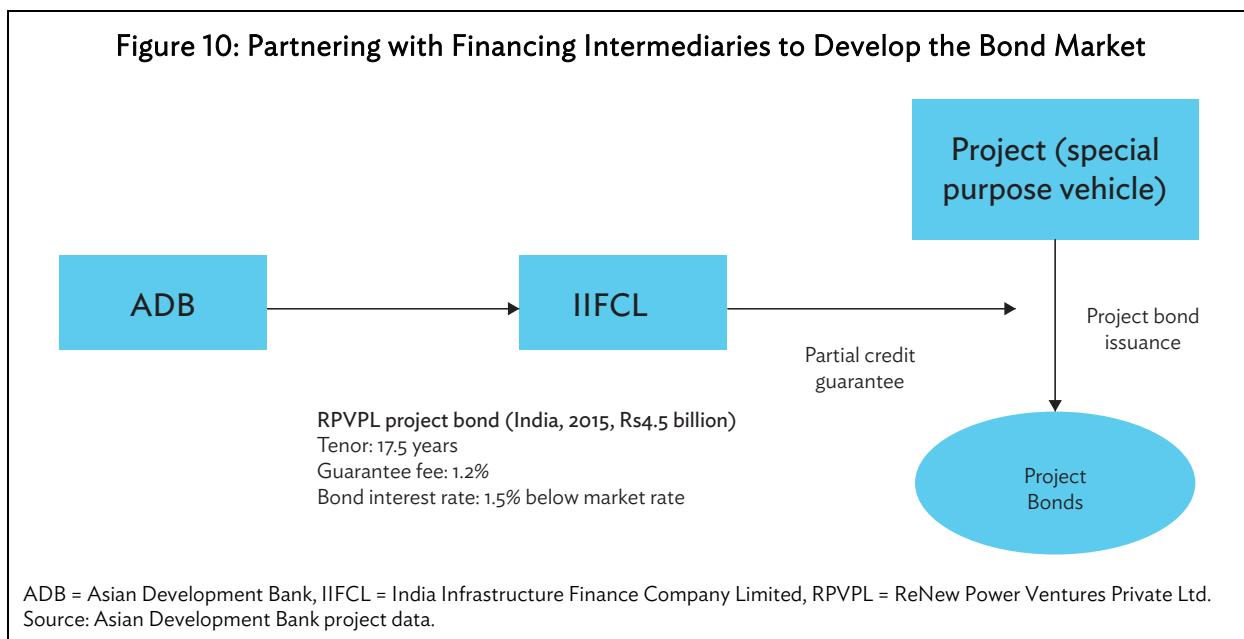 Figure 10: Partnering with Financing Intermediaries to Develop the Bond Market
Project (special
purpose vehicle)
ADB
IIFCL
Project bond
issuance
Partial credit
guarantee
RPVPL project bond (India, 2015, Rs4.5 billion)
Tenor: 17.5 years
Guarantee fee: 1.2%
Bond interest rate: 1.5% below market rate
Project
Bonds
ADB = Asian Development Bank, IIFCL = India Infrastructure Finance Company Limited, RPVPL = ReNew Power Ventures Private Ltd.
Source: Asian Development Bank project data.